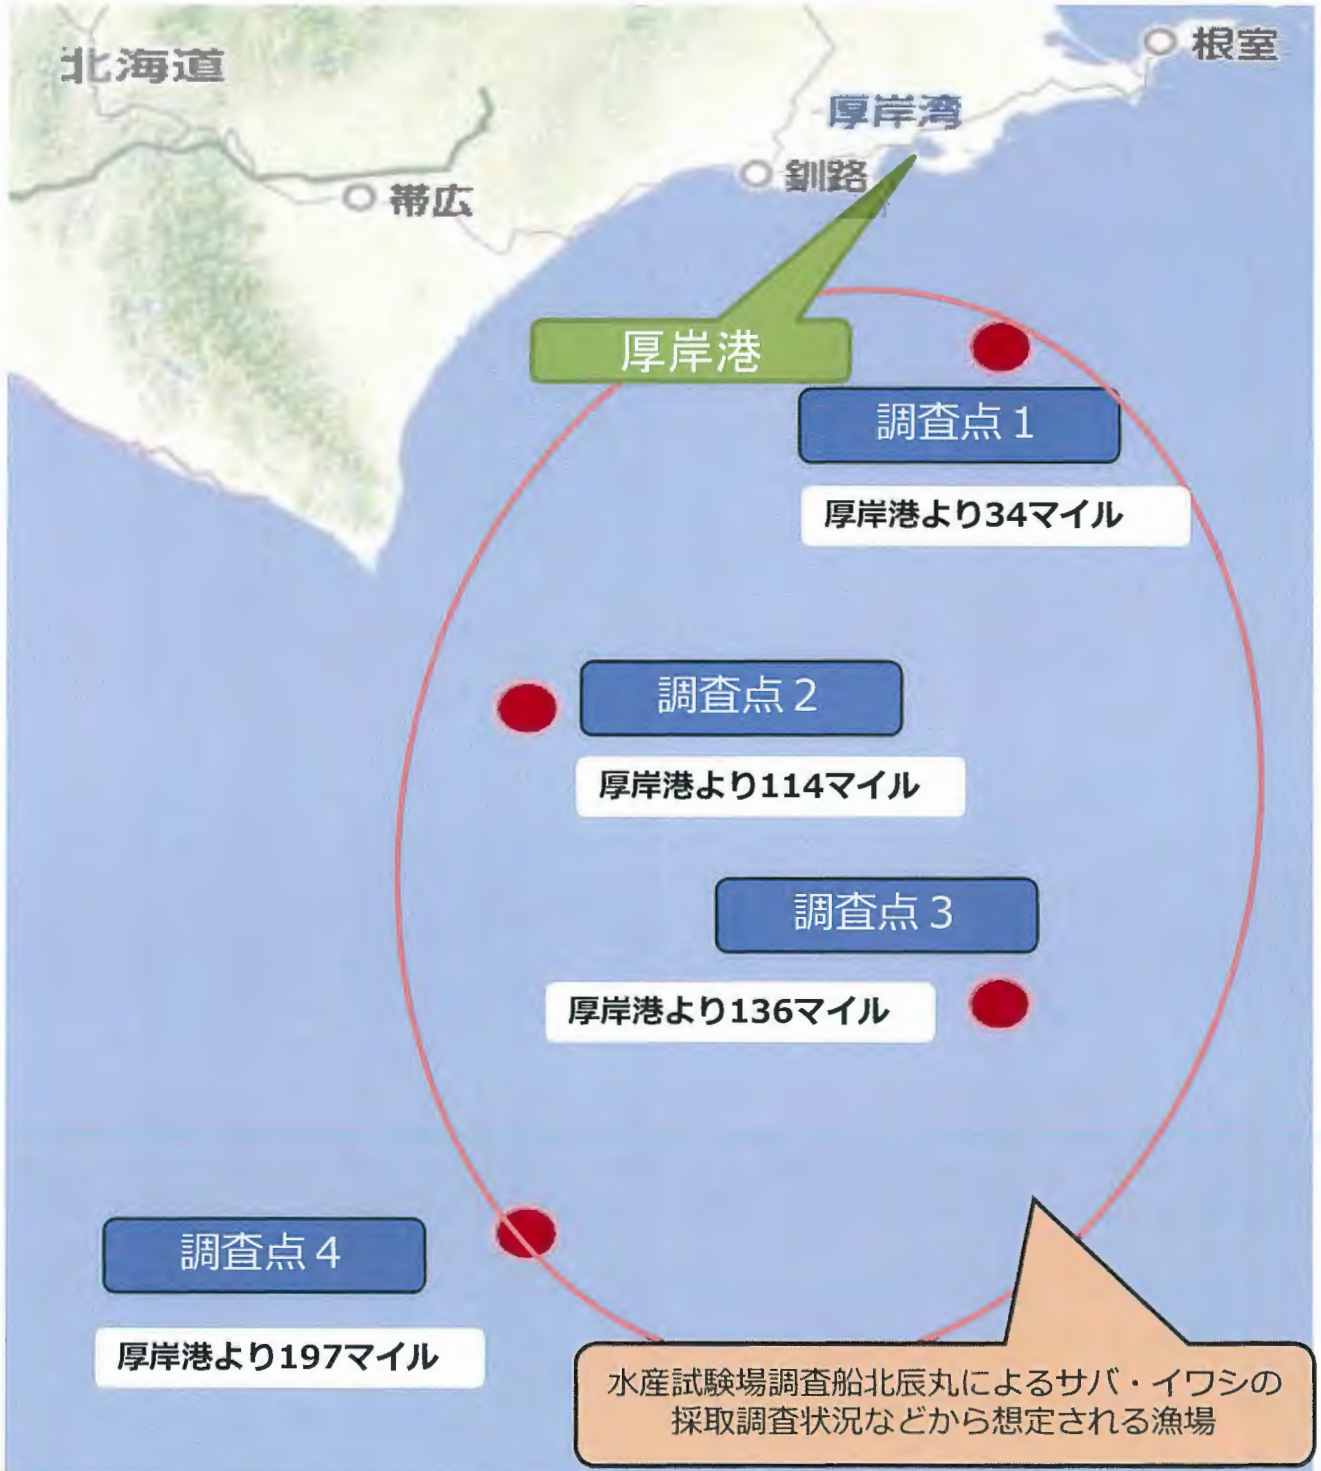 北海道
根室
厚岸湾
釧路
帯広
厚岸港
調査点1
厚岸港より34マイル
調査点2
厚岸港より114マイル
調査点3
厚岸港より136マイル
調査点4
厚岸港より197マイル
水産試験場調査船北辰丸によるサバ・イワシの
採取調査状況などから想定される漁場